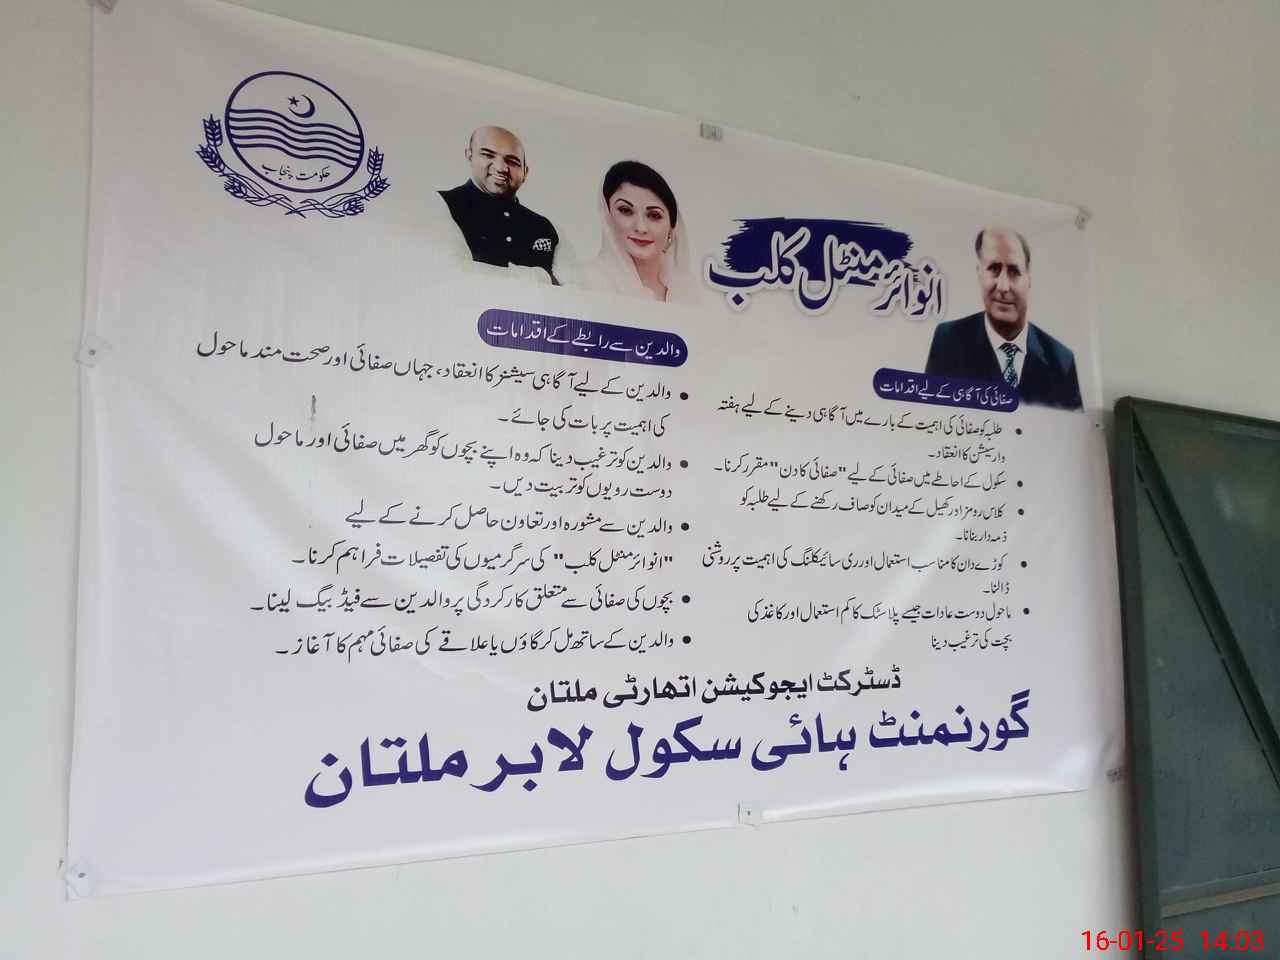 حکومت پنجاب
انوائرمنٹل کلب
صفائی کی آگاہی کے لیے اقدامات
طلبہ کو صفائی کی اہمیت کے بارے میں آگاہی دینے کے لیے ہفتہ
وار سیشن کا انعقاد۔
سکول کے احاطے میں صفائی کے لیے "صفائی کا دن" مقرر کرنا۔
کلاس رومز اور کھیل کے میدان کو صاف رکھنے کے لیے طلبہ کو
ذمہ دار بنانا۔
کوڑے دان کا مناسب استعمال اور ری سائیکلنگ کی اہمیت پر روشنی
ڈالنا۔
ماحول دوست عادات جیسے پلاسٹک کا کم استعمال اور کاغذ کی
بچت کی ترغیب دینا
والدین سے رابطے کے اقدامات
والدین کے لیے آگاہی سیشنز کا انعقاد، جہاں صفائی اور صحت مند ماحول
کی اہمیت پر بات کی جائے۔
والدین کو ترغیب دینا کہ وہ اپنے بچوں کو گھر میں صفائی اور ماحول
دوست رویوں کو تربیت دیں۔
والدین سے مشورہ اور تعاون حاصل کرنے کے لیے
"انوائرمنٹل کلب" کی سرگرمیوں کی تفصیلات فراہم کرنا۔
بچوں کی صفائی سے متعلق کارکردگی پر والدین سے فیڈ بیگ لینا۔
والدین کے ساتھ مل کر گاؤں یا علاقے کی صفائی مہم کا آغاز۔
ڈسٹرکٹ ایجوکیشن اتھارٹی ملتان
گورنمنٹ ہائی سکول لابر ملتان
16-01-25 14:03